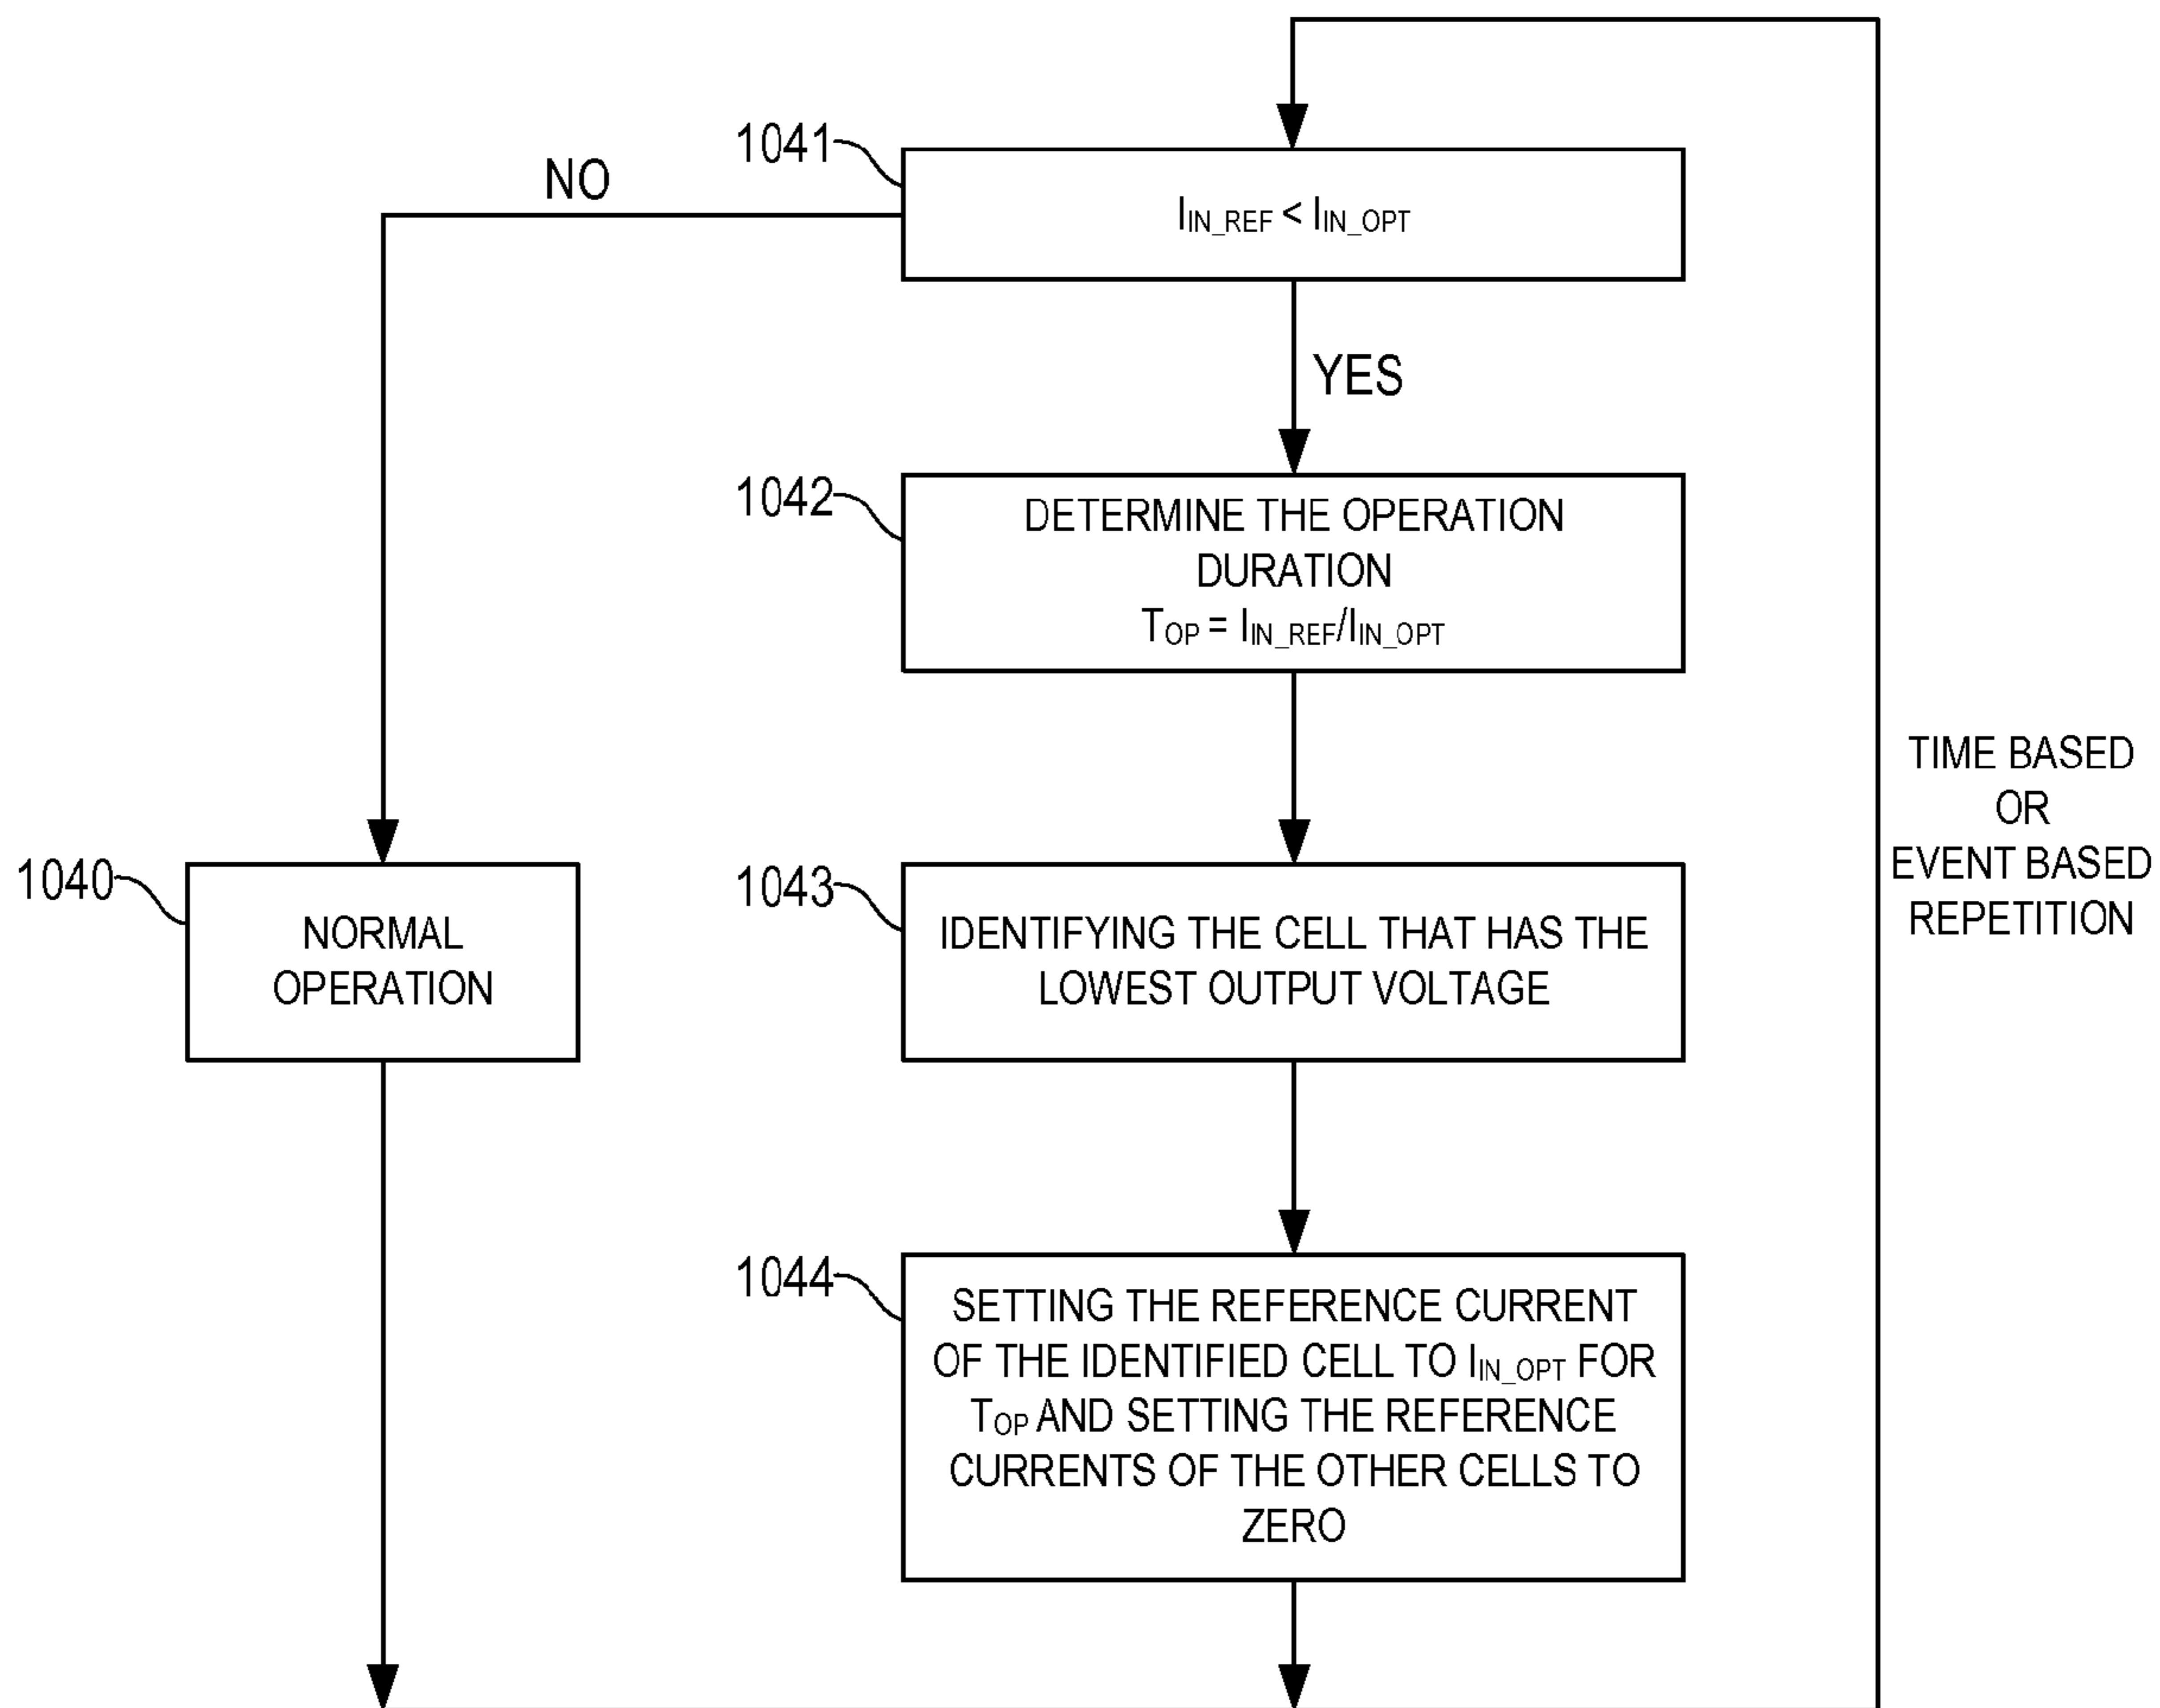 1041
NO
I_IN_REF < I_IN_OPT
YES
1042
DETERMINE THE OPERATION
DURATION
T_OP = I_IN_REF/I_IN_OPT
TIME BASED
OR
EVENT BASED
REPETITION
1040
NORMAL
OPERATION
1043
IDENTIFYING THE CELL THAT HAS THE
LOWEST OUTPUT VOLTAGE
1044
SETTING THE REFERENCE CURRENT
OF THE IDENTIFIED CELL TO I_IN_OPT FOR
T_OP AND SETTING THE REFERENCE
CURRENTS OF THE OTHER CELLS TO
ZERO